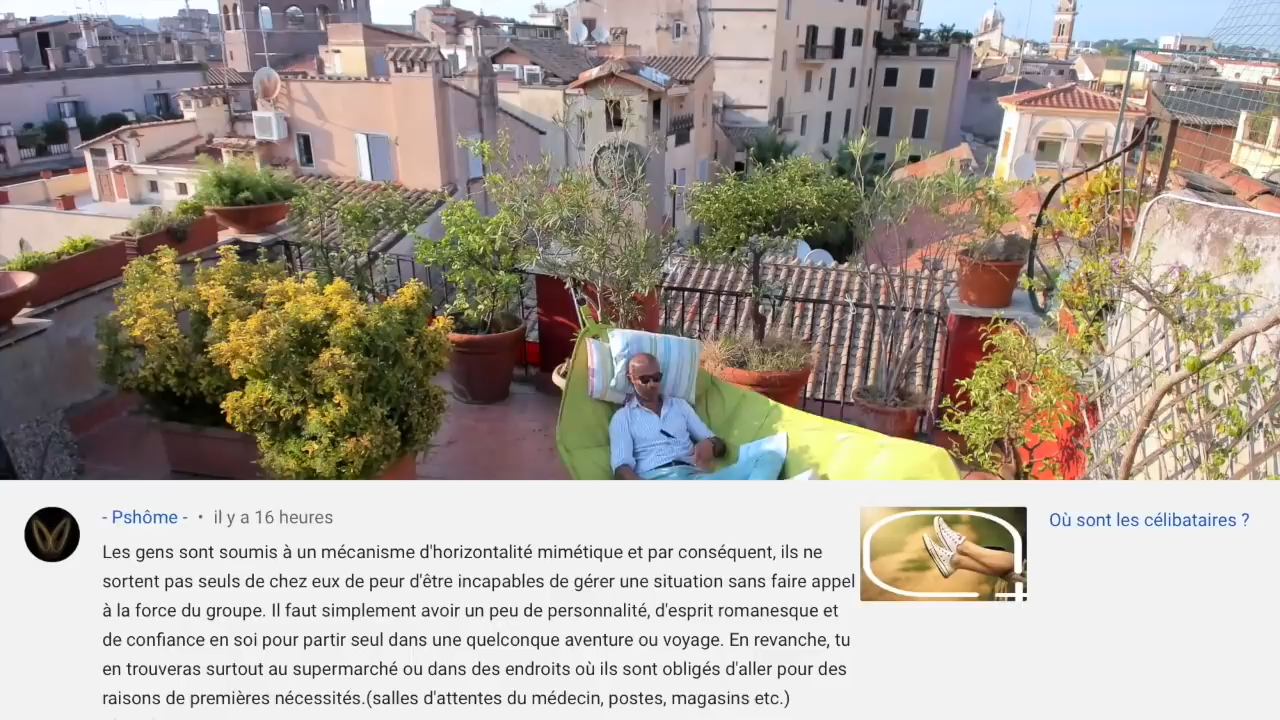 - Pshôme - • il y a 16 heures
Les gens sont soumis à un mécanisme d'horizontalité mimétique et par conséquent, ils ne
sortent pas seuls de chez eux de peur d'être incapables de gérer une situation sans faire appel
à la force du groupe. Il faut simplement avoir un peu de personnalité, d'esprit romanesque et
de confiance en soi pour partir seul dans une quelconque aventure ou voyage. En revanche, tu
en trouveras surtout au supermarché ou dans des endroits où ils sont obligés d'aller pour des
raisons de premières nécessités.(salles d'attentes du médecin, postes, magasins etc.)
Où sont les célibataires ?